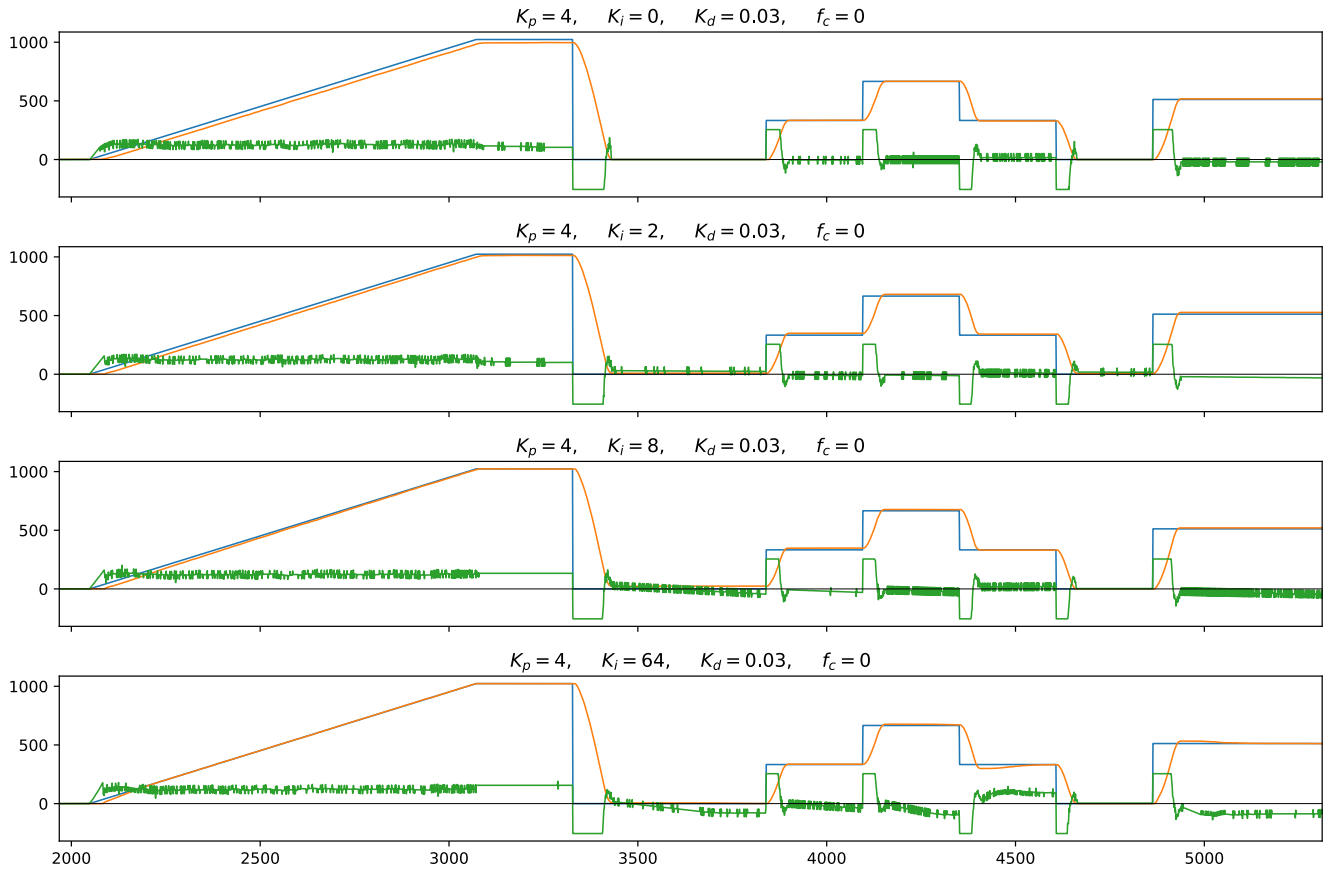 K_p = 4, K_i = 0, K_d = 0.03, f_c = 0
1000
500
0
K_p = 4, K_i = 2, K_d = 0.03, f_c = 0
1000
500
0
K_p = 4, K_i = 8, K_d = 0.03, f_c = 0
1000
500
0
K_p = 4, K_i = 64, K_d = 0.03, f_c = 0
1000
500
0
2000 2500 3000 3500 4000 4500 5000